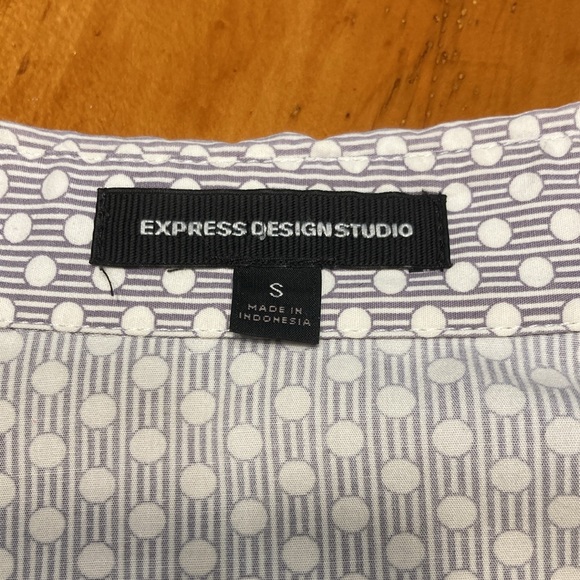 EXPRESS DESIGN STUDIO
S
MADE IN
INDONESIA